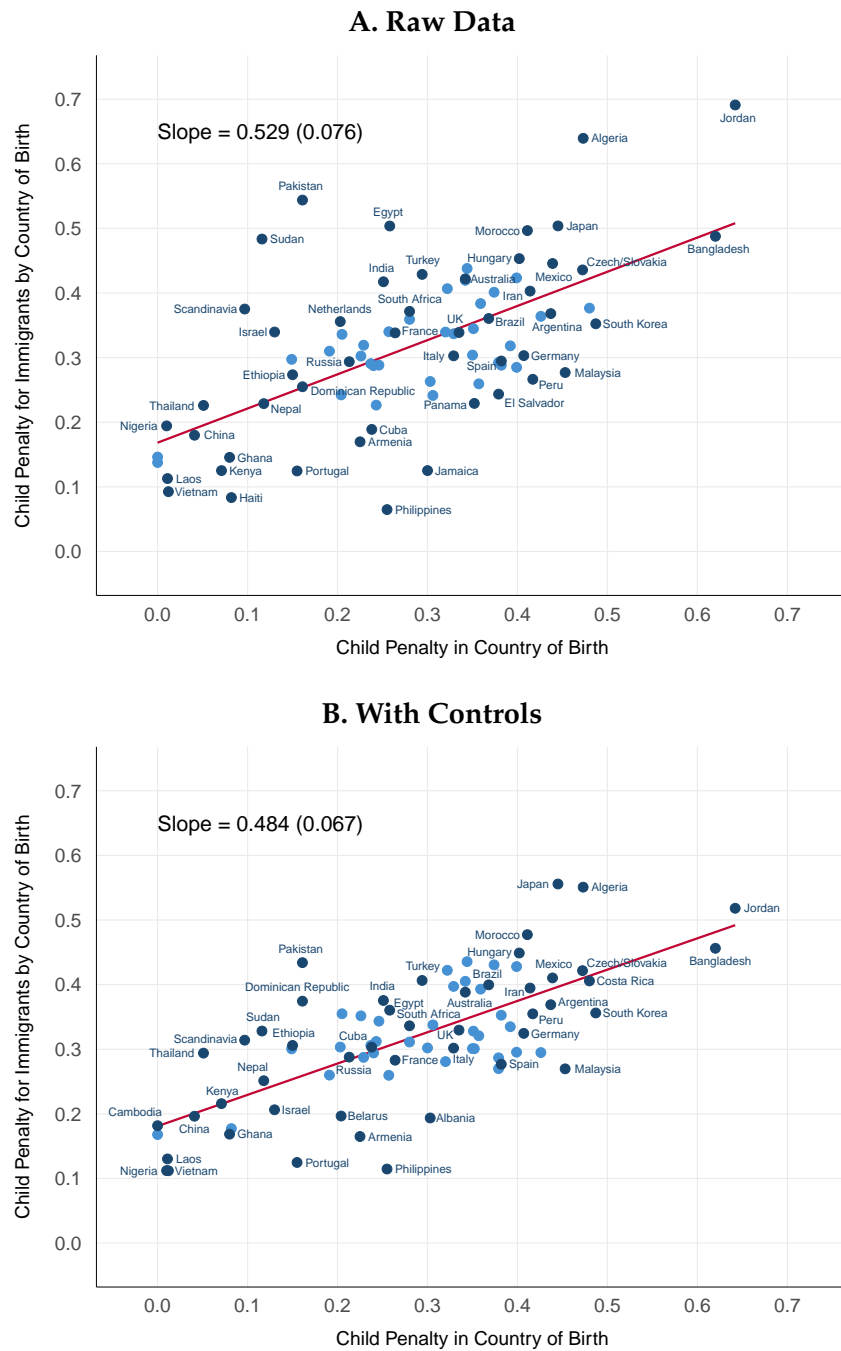 A. Raw Data
Child Penalty for Immigrants by Country of Birth
0.7
0.6
0.5
0.4
0.3
0.2
0.1
0.0
Slope = 0.529 (0.076)
Jordan
Algeria
Pakistan
Egypt
Sudan
Morocco
Japan
Bangladesh
Hungary
Czech/Slovakia
Turkey
India
Australia
Mexico
Iran
South Africa
Scandinavia
Netherlands
UK
Brazil
Argentina
South Korea
Israel
France
Russia
Italy
Germany
Spain
Ethiopia
Malaysia
Dominican Republic
Peru
Thailand
Nepal
Panama
El Salvador
Nigeria
China
Cuba
Armenia
Ghana
Kenya
Portugal
Jamaica
Laos
Vietnam
Haiti
Philippines
0.0 0.1 0.2 0.3 0.4 0.5 0.6 0.7
Child Penalty in Country of Birth
B. With Controls
Child Penalty for Immigrants by Country of Birth
0.7
0.6
0.5
0.4
0.3
0.2
0.1
0.0
Slope = 0.484 (0.067)
Japan
Algeria
Jordan
Morocco
Pakistan
Hungary
Bangladesh
Turkey
Brazil
Mexico
Czech/Slovakia
Costa Rica
Dominican Republic
India
Iran
Egypt
Australia
Argentina
Sudan
South Africa
South Korea
Peru
Scandinavia
Ethiopia
Cuba
UK
Germany
Thailand
Russia
France
Italy
Spain
Malaysia
Nepal
Kenya
Cambodia
Israel
Belarus
Albania
China
Ghana
Armenia
Laos
Nigeria
Vietnam
Portugal
Philippines
0.0 0.1 0.2 0.3 0.4 0.5 0.6 0.7
Child Penalty in Country of Birth